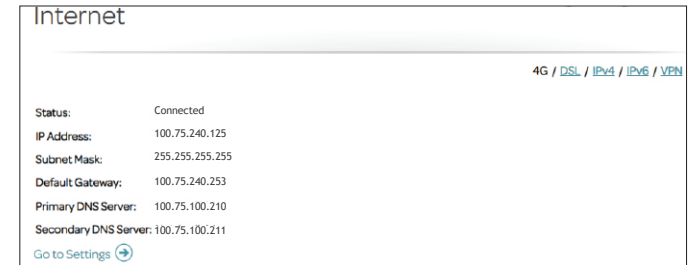 Internet
4G / DSL / IPv4 / IPv6 / VPN
Status: Connected
IP Address: 100.75.240.125
Subnet Mask: 255.255.255.255
Default Gateway: 100.75.240.253
Primary DNS Server: 100.75.100.210
Secondary DNS Server: 100.75.100.211
Go to Settings